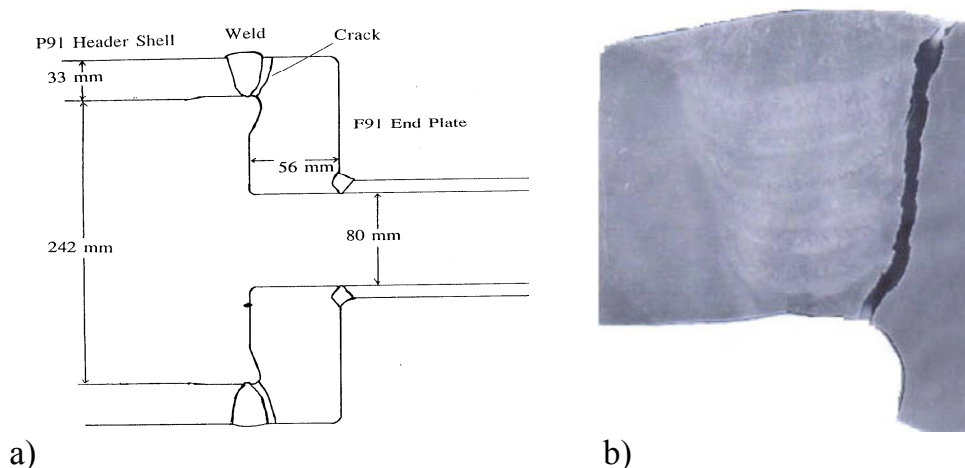 P91 Header Shell
Weld
Crack
33 mm
F91 End Plate
56 mm
242 mm
80 mm
a)
b)